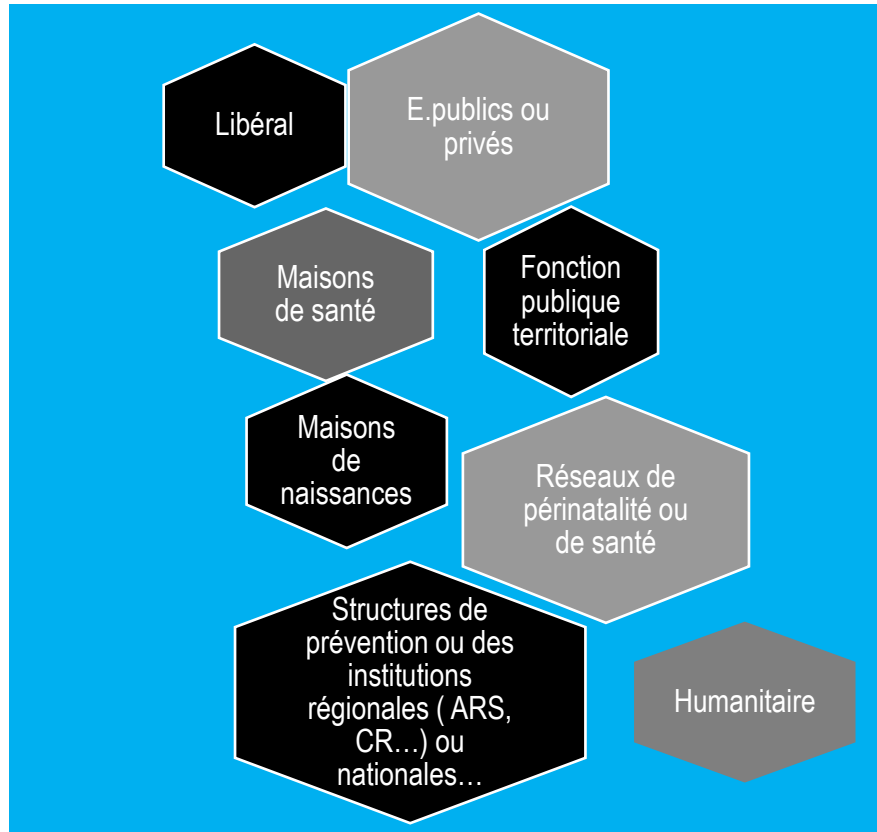 Libéral
E.publics ou
privés
Maisons
de santé
Fonction
publique
territoriale
Maisons
de
naissances
Réseaux de
périnatalité ou
de santé
Structures de
prévention ou des
institutions
régionales ( ARS,
CR…) ou
nationales…
Humanitaire